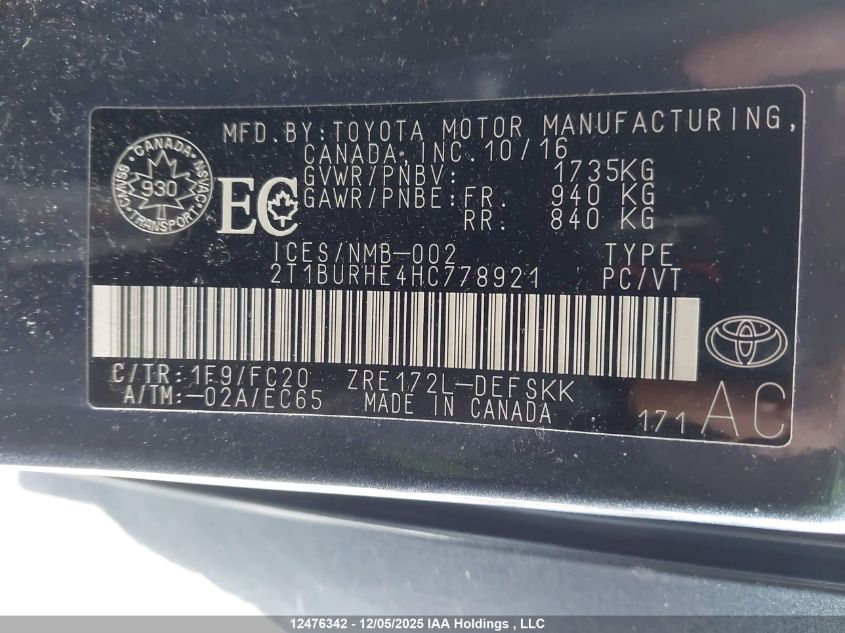 CANADA
CMVSS
NSVAC
930
TRANSPORT
EC
MFD.BY:TOYOTA MOTOR MANUFACTURING,
CANADA,INC.10/16
GVWR/PNBV: 1735KG
GAWR/PNBE:FR. 940 KG
RR. 840 KG
ICES/NMB-002 TYPE
2T1BURHE4HC778921 PC/VT
C/TR:1F9/FC20 ZRE172L-DEFSKK
A/TM:-02A/EC65 MADE IN CANADA 171 AC
12476342 - 12/05/2025 IAA Holdings , LLC